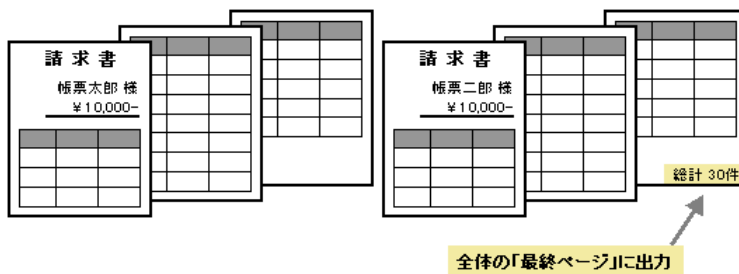 請求書
帳票太郎 様
¥10,000-
請求書
帳票二郎 様
¥10,000-
総計 30件
全体の「最終ページ」に出力